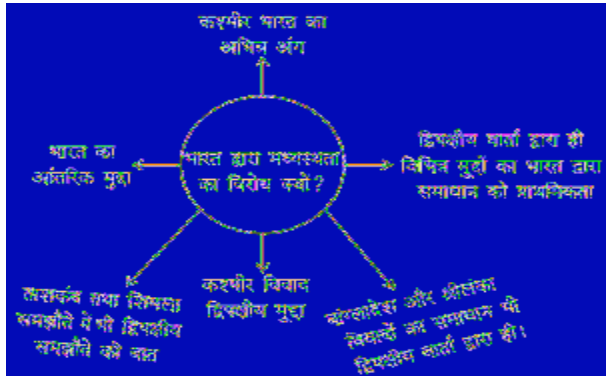 कश्मीर भारत का
अभिन्न अंग
भारत का
आंतरिक मुद्दा
भारत द्वारा मध्यस्थता
का विरोध क्यों?
द्विपक्षीय वार्ता द्वारा ही
विभिन्न मुद्दों का भारत द्वारा
समाधान को प्राथमिकता
ताशकंद तथा शिमला
समझौते में भी द्विपक्षीय
समझौते की बात
कश्मीर विवाद
द्विपक्षीय मुद्दा
बांग्लादेश और श्रीलंका
विवादों का समाधान भी
द्विपक्षीय वार्ता द्वारा ही।